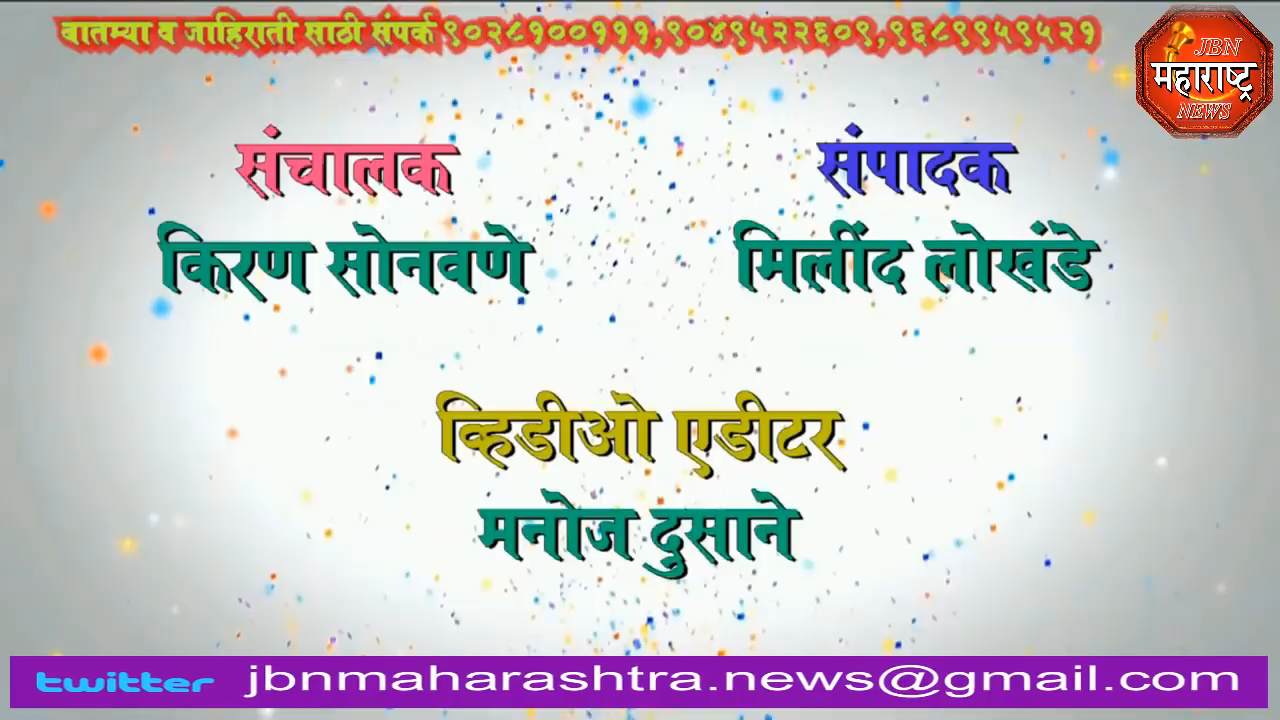 बातम्या व जाहिराती साठी संपर्क ९०२८१००१११,९०४९५२२६०९,९६८९९५९५२१
JBN
महाराष्ट्र
NEWS
संचालक
संपादक
किरण सोनवणे
मिलींद लोखंडे
व्हिडीओ एडीटर
मनोज दुसाने
twitter jbnmaharashtra.news@gmail.com